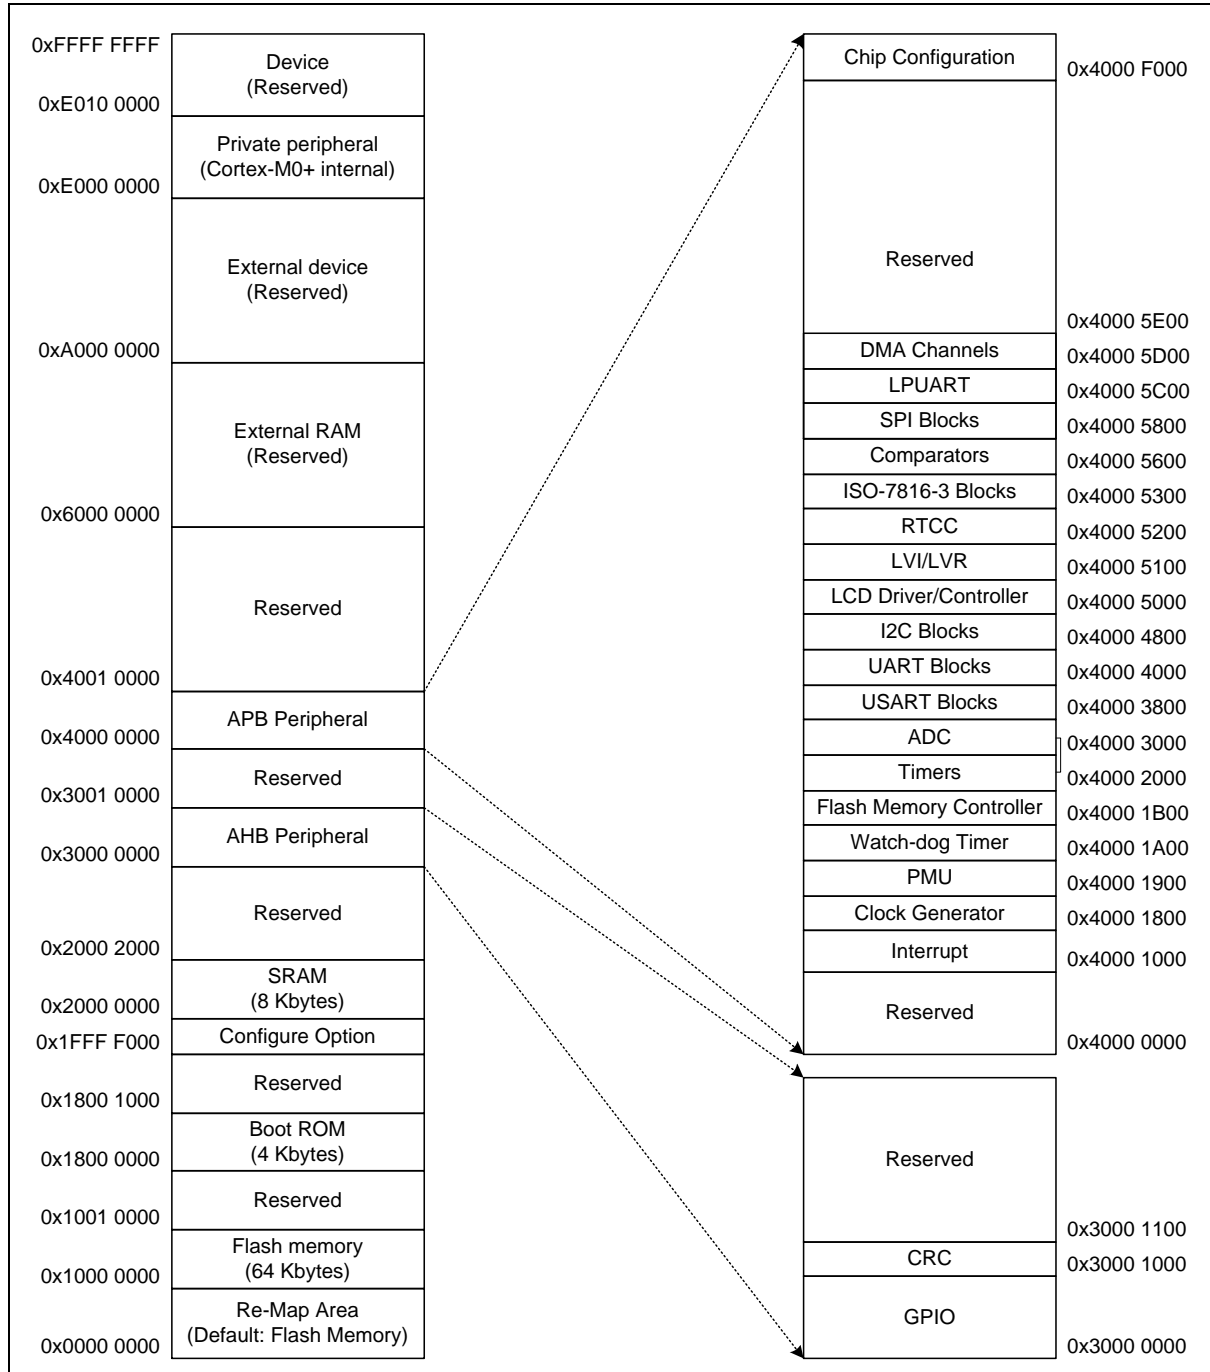 0xFFFF FFFF
Device
(Reserved)
0xE010 0000
Private peripheral
(Cortex-M0+ internal)
0xE000 0000
External device
(Reserved)
0xA000 0000
External RAM
(Reserved)
0x6000 0000
Reserved
0x4001 0000
APB Peripheral
0x4000 0000
Reserved
0x3001 0000
AHB Peripheral
0x3000 0000
Reserved
0x2000 2000
SRAM
(8 Kbytes)
0x2000 0000
Configure Option
0x1FFF F000
Reserved
0x1800 1000
Boot ROM
(4 Kbytes)
0x1800 0000
Reserved
0x1001 0000
Flash memory
(64 Kbytes)
0x1000 0000
Re-Map Area
(Default: Flash Memory)
0x0000 0000
Chip Configuration
0x4000 F000
Reserved
0x4000 5E00
DMA Channels
0x4000 5D00
LPUART
0x4000 5C00
SPI Blocks
0x4000 5800
Comparators
0x4000 5600
ISO-7816-3 Blocks
0x4000 5300
RTCC
0x4000 5200
LVI/LVR
0x4000 5100
LCD Driver/Controller
0x4000 5000
I2C Blocks
0x4000 4800
UART Blocks
0x4000 4000
USART Blocks
0x4000 3800
ADC
0x4000 3000
Timers
0x4000 2000
Flash Memory Controller
0x4000 1B00
Watch-dog Timer
0x4000 1A00
PMU
0x4000 1900
Clock Generator
0x4000 1800
Interrupt
0x4000 1000
Reserved
0x4000 0000
Reserved
0x3000 1100
CRC
0x3000 1000
GPIO
0x3000 0000